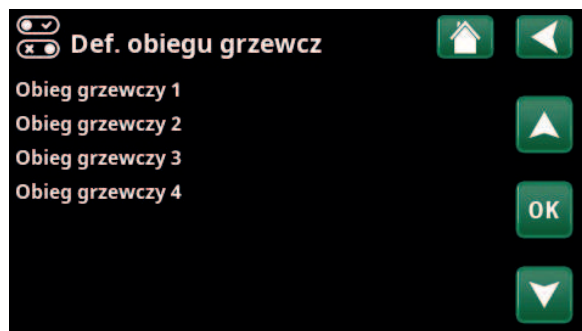 Def. obiegu grzewcz
Obieg grzewczy 1
Obieg grzewczy 2
Obieg grzewczy 3
Obieg grzewczy 4
OK